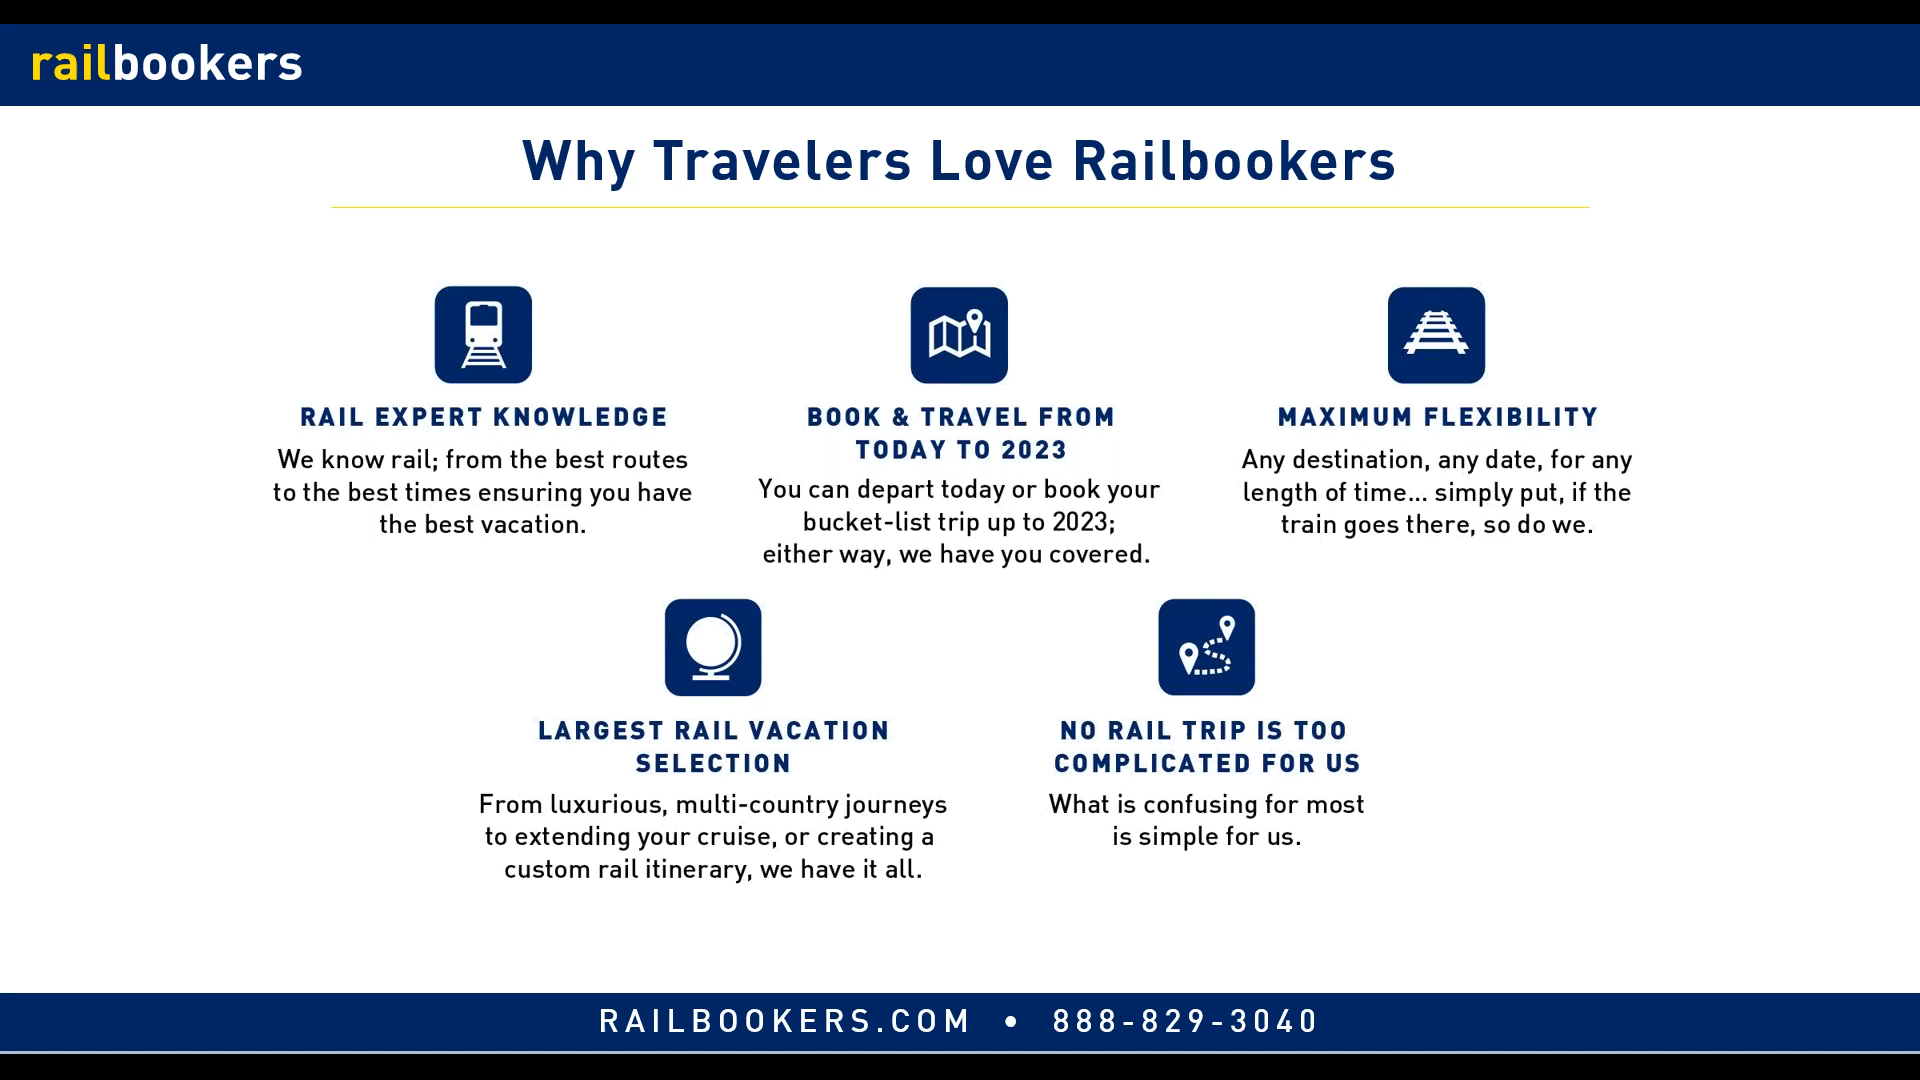 railbookers
Why Travelers Love Railbookers
RAIL EXPERT KNOWLEDGE
We know rail; from the best routes
to the best times ensuring you have
the best vacation.
BOOK & TRAVEL FROM
TODAY TO 2023
You can depart today or book your
bucket-list trip up to 2023;
either way, we have you covered.
MAXIMUM FLEXIBILITY
Any destination, any date, for any
length of time... simply put, if the
train goes there, so do we.
LARGEST RAIL VACATION
SELECTION
From luxurious, multi-country journeys
to extending your cruise, or creating a
custom rail itinerary, we have it all.
NO RAIL TRIP IS TOO
COMPLICATED FOR US
What is confusing for most
is simple for us.
RAILBOOKERS.COM • 888-829-3040